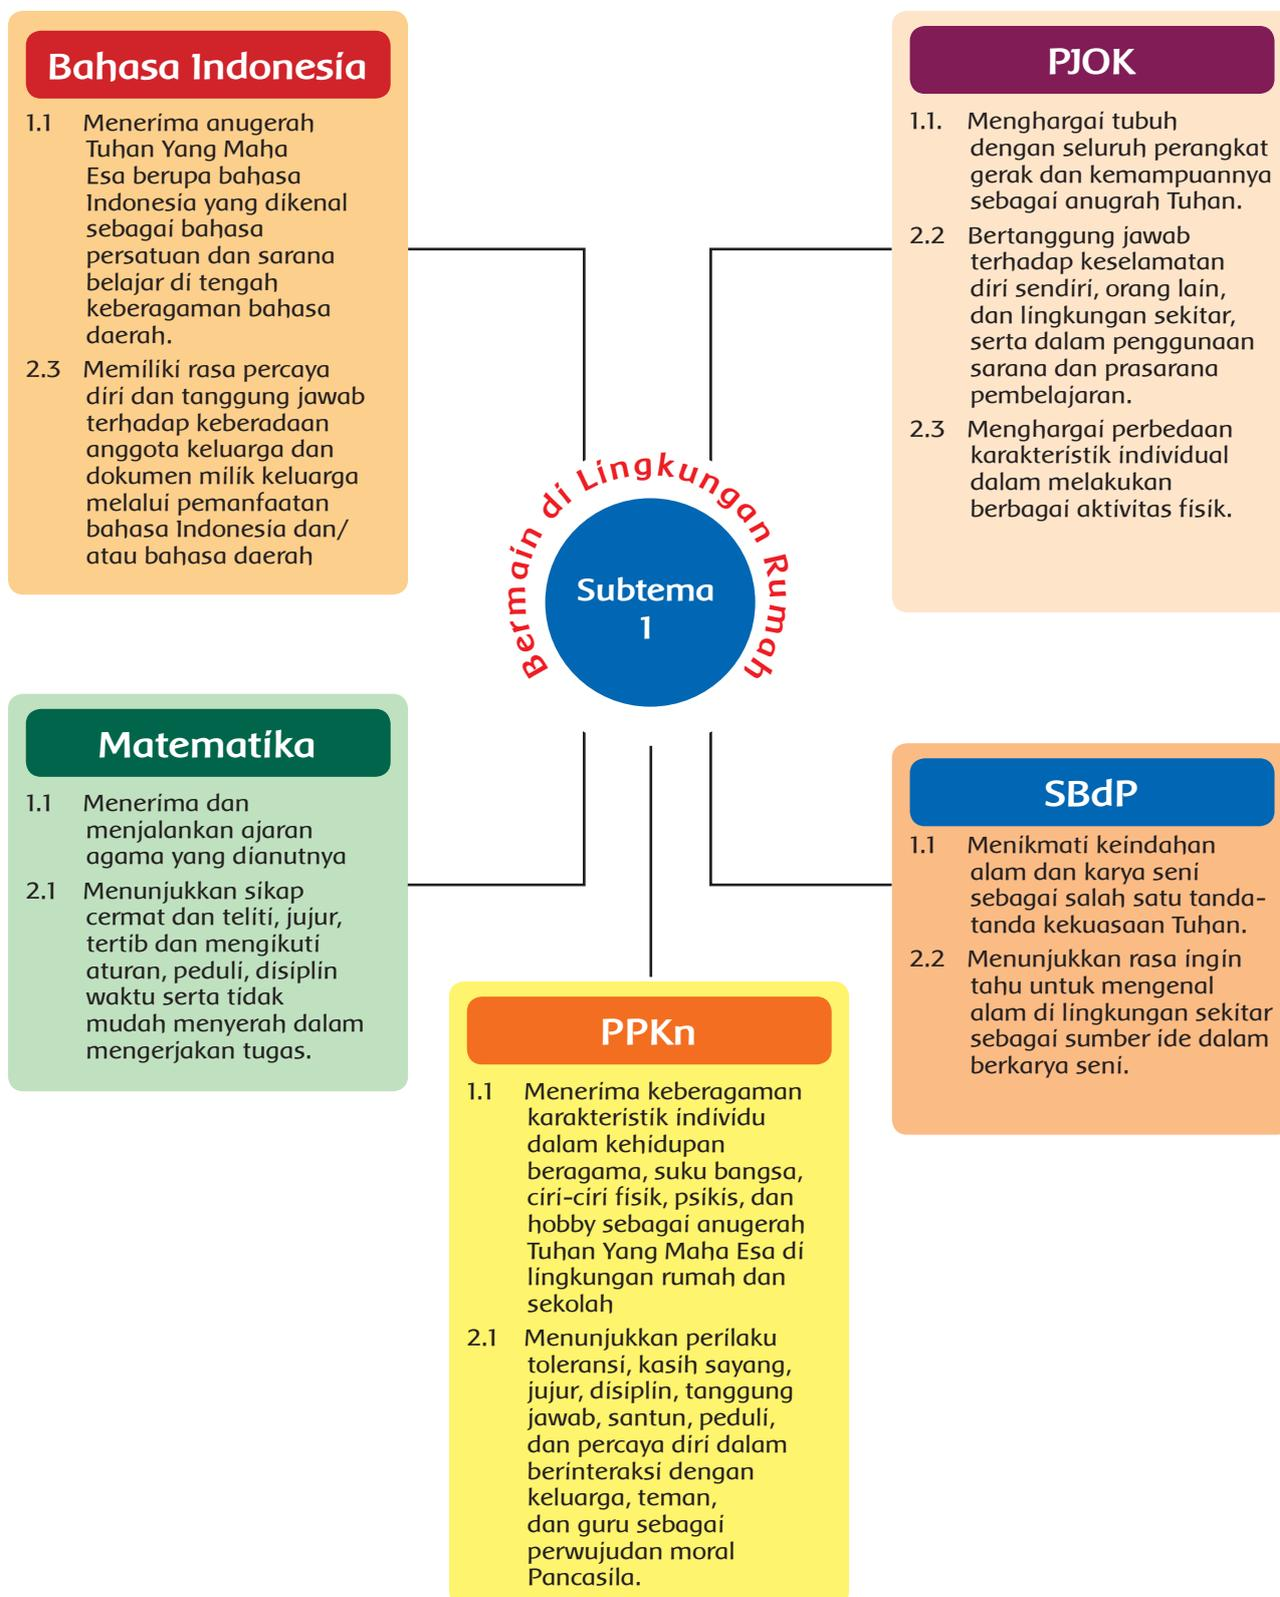 Bahasa Indonesia
1.1 Menerima anugerah
Tuhan Yang Maha
Esa berupa bahasa
Indonesia yang dikenal
sebagai bahasa
persatuan dan sarana
belajar di tengah
keberagaman bahasa
daerah.
2.3 Memiliki rasa percaya
diri dan tanggung jawab
terhadap keberadaan
anggota keluarga dan
dokumen milik keluarga
melalui pemanfaatan
bahasa Indonesia dan/
atau bahasa daerah
PJOK
1.1. Menghargai tubuh
dengan seluruh perangkat
gerak dan kemampuannya
sebagai anugrah Tuhan.
2.2 Bertanggung jawab
terhadap keselamatan
diri sendiri, orang lain,
dan lingkungan sekitar,
serta dalam penggunaan
sarana dan prasarana
pembelajaran.
2.3 Menghargai perbedaan
karakteristik individual
dalam melakukan
berbagai aktivitas fisik.
Bermain di Lingkungan Rumah
Subtema
1
Matematika
1.1 Menerima dan
menjalankan ajaran
agama yang dianutnya
2.1 Menunjukkan sikap
cermat dan teliti, jujur,
tertib dan mengikuti
aturan, peduli, disiplin
waktu serta tidak
mudah menyerah dalam
mengerjakan tugas.
SBdP
1.1 Menikmati keindahan
alam dan karya seni
sebagai salah satu tanda-
tanda kekuasaan Tuhan.
2.2 Menunjukkan rasa ingin
tahu untuk mengenal
alam di lingkungan sekitar
sebagai sumber ide dalam
berkarya seni.
PPKn
1.1 Menerima keberagaman
karakteristik individu
dalam kehidupan
beragama, suku bangsa,
ciri-ciri fisik, psikis, dan
hobby sebagai anugerah
Tuhan Yang Maha Esa di
lingkungan rumah dan
sekolah
2.1 Menunjukkan perilaku
toleransi, kasih sayang,
jujur, disiplin, tanggung
jawab, santun, peduli,
dan percaya diri dalam
berinteraksi dengan
keluarga, teman,
dan guru sebagai
perwujudan moral
Pancasila.